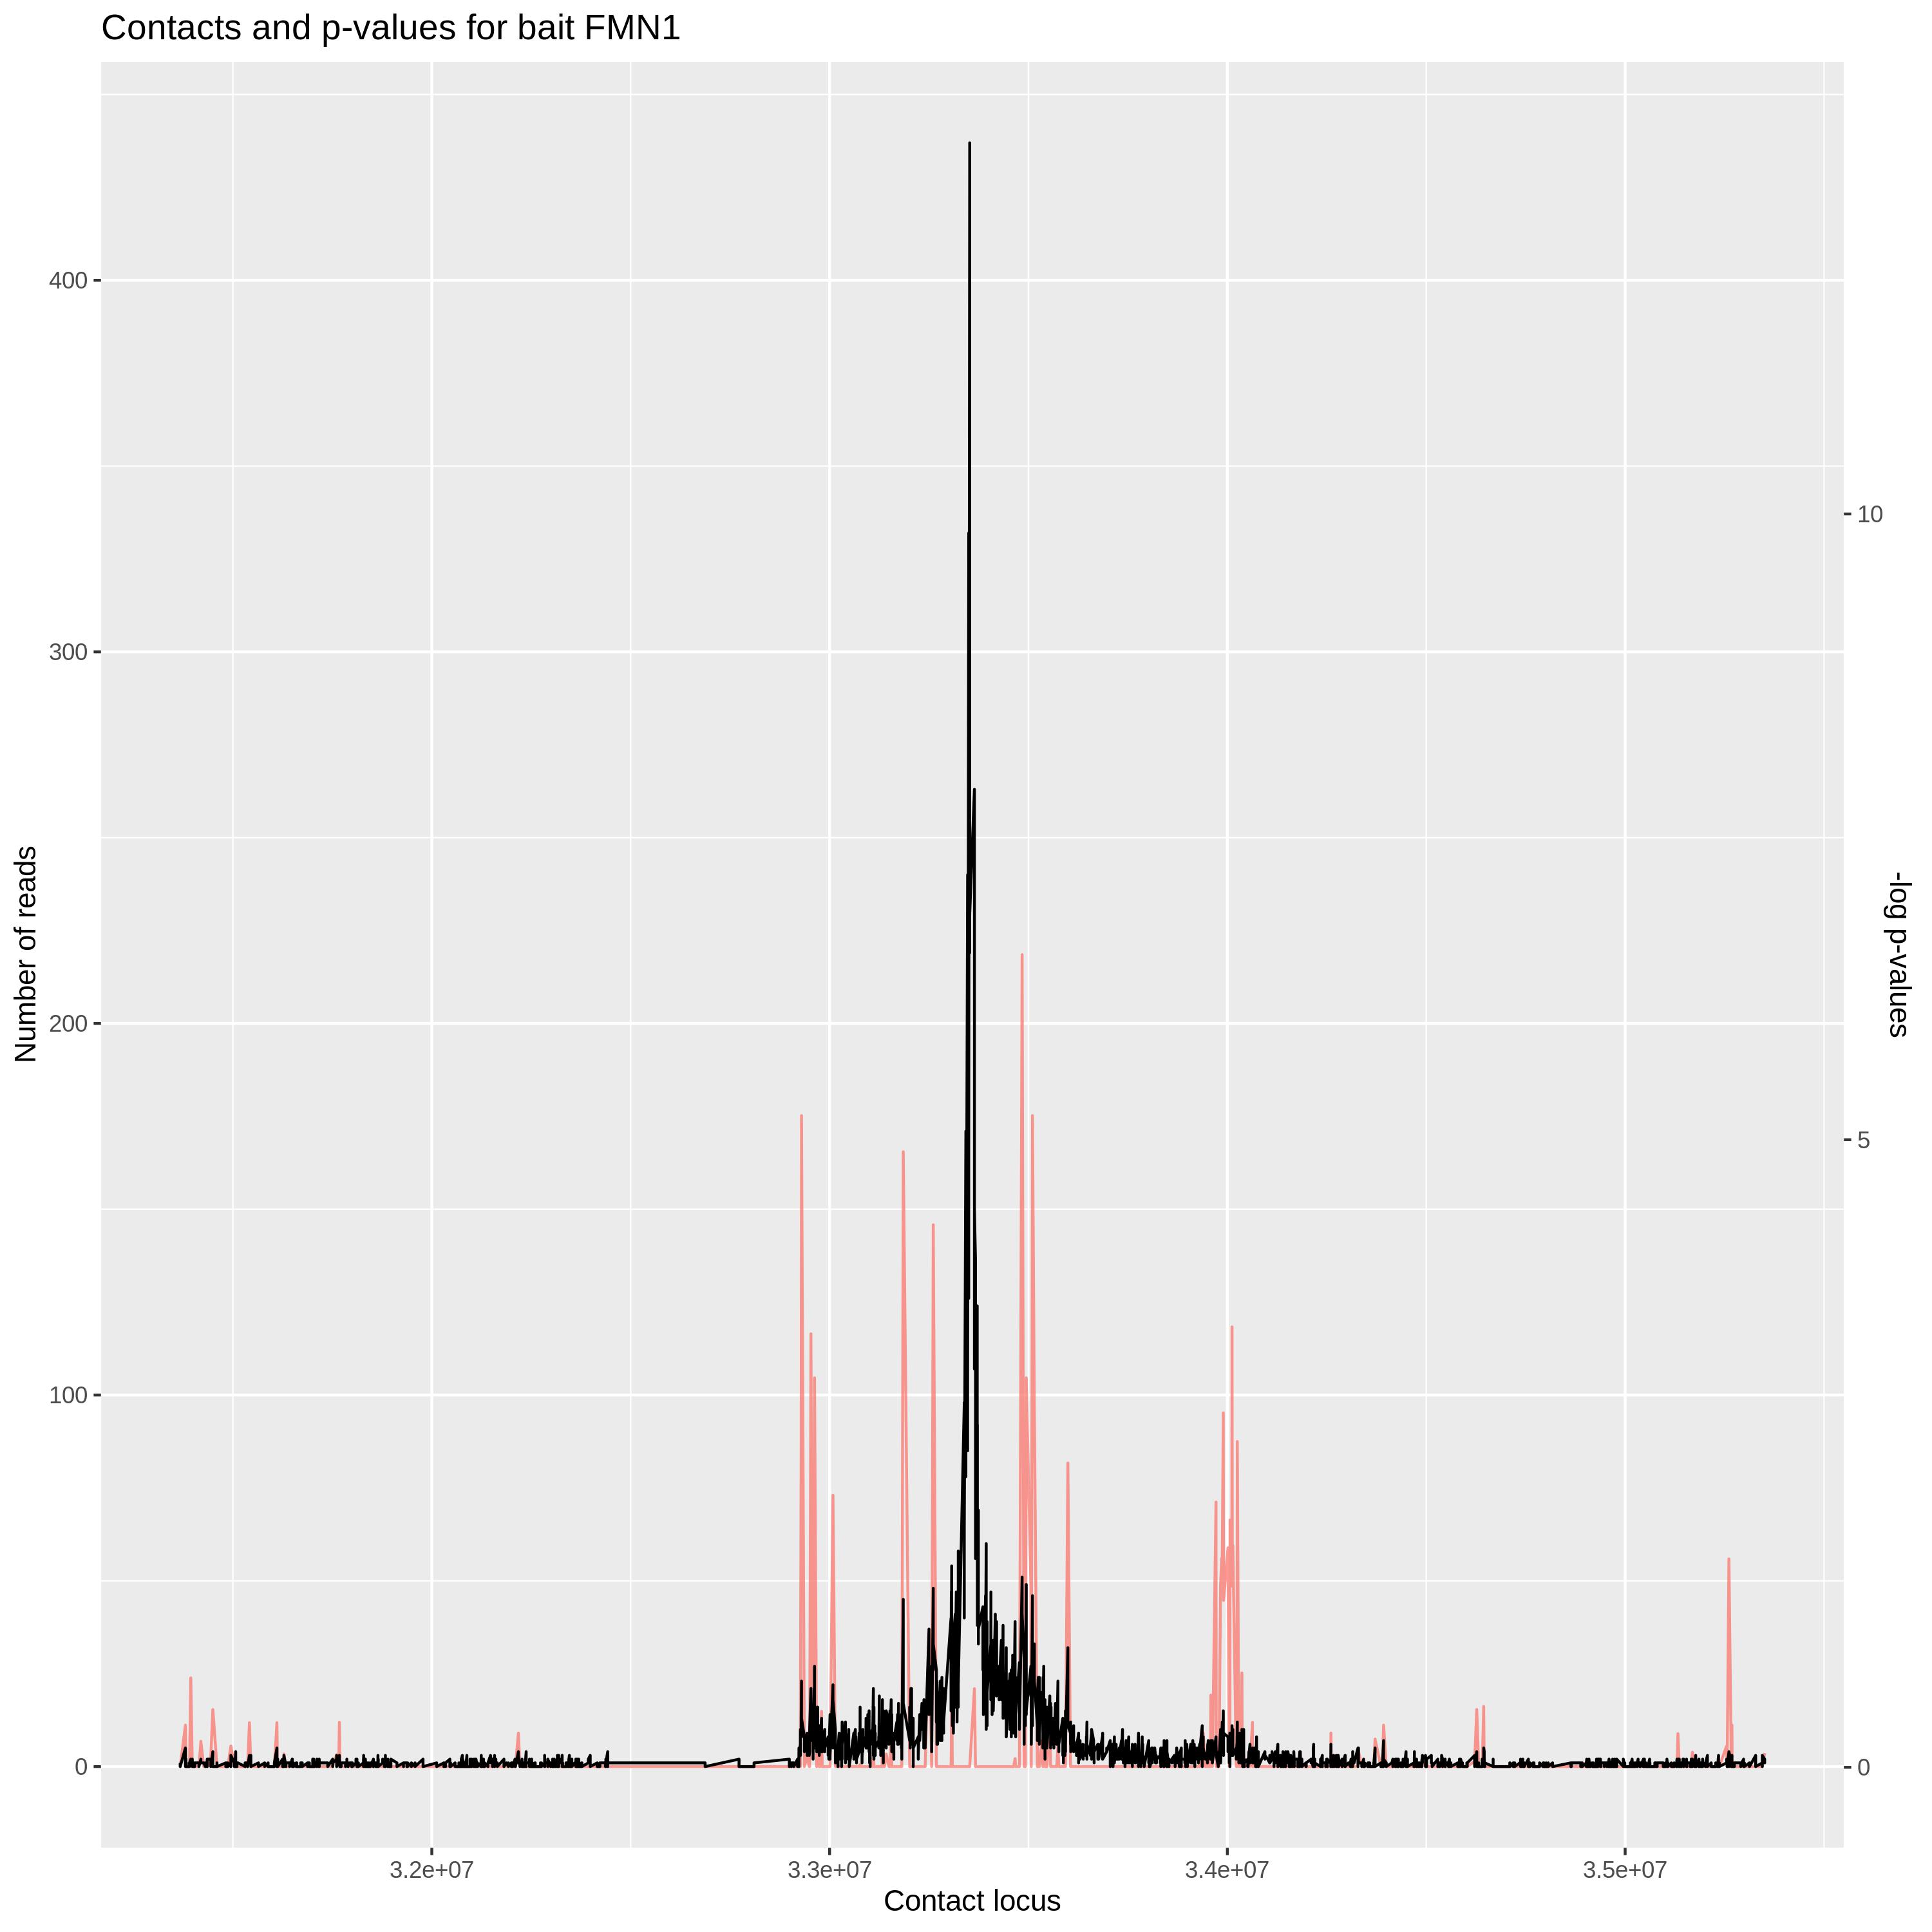 Contacts and p-values for bait FMN1
400
300
200
100
0
Number of reads
10
5
0
-log p-values
3.2e+07
3.3e+07
3.4e+07
3.5e+07
Contact locus